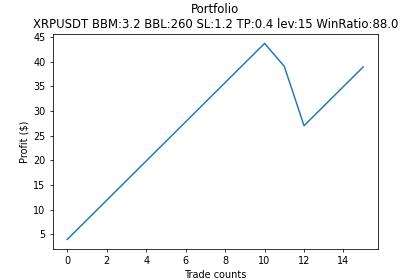 Portfolio
XRPUSDT BBM:3.2 BBL:260 SL:1.2 TP:0.4 lev:15 WinRatio:88.0
45
40
35
30
25
20
15
10
5
Profit ($)
0 2 4 6 8 10 12 14
Trade counts